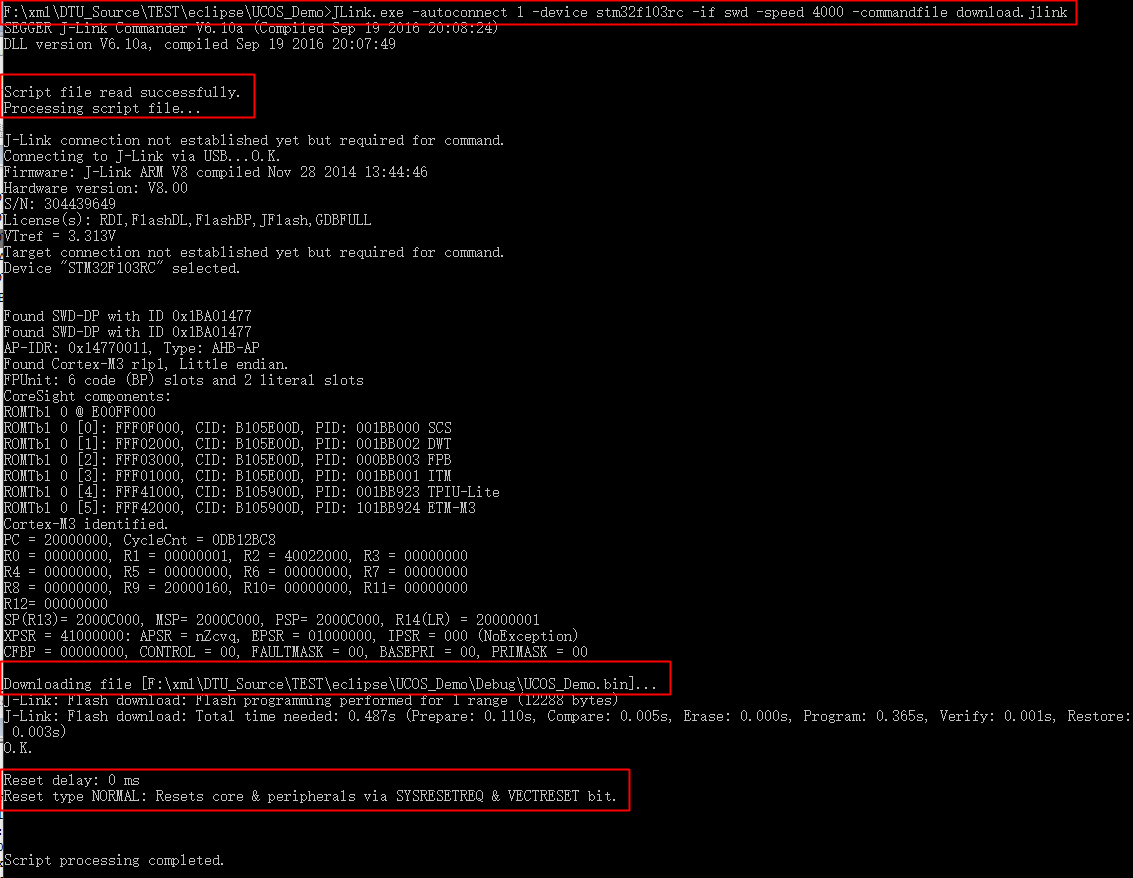 F:\xml\DTU_Source\TEST\eclipse\UCOS_Demo>JLink.exe -autoconnect 1 -device stm32f103rc -if swd -speed 4000 -commandfile download.jlink
SEGGER J-Link Commander V6.10a (Compiled Sep 19 2016 20:08:24)
DLL version V6.10a, compiled Sep 19 2016 20:07:49
Script file read successfully.
Processing script file...
J-Link connection not established yet but required for command.
Connecting to J-Link via USB...O.K.
Firmware: J-Link ARM V8 compiled Nov 28 2014 13:44:46
Hardware version: V8.00
S/N: 304439649
License(s): RDI,FlashDL,FlashBP,JFlash,GDBFULL
VTref = 3.313V
Target connection not established yet but required for command.
Device "STM32F103RC" selected.
Found SWD-DP with ID 0x1BA01477
Found SWD-DP with ID 0x1BA01477
AP-IDR: 0x14770011, Type: AHB-AP
Found Cortex-M3 r1p1, Little endian.
FPUnit: 6 code (BP) slots and 2 literal slots
CoreSight components:
ROMTbl 0 @ E00FF000
ROMTbl 0 [0]: FFF0F000, CID: B105E00D, PID: 001BB000 SCS
ROMTbl 0 [1]: FFF02000, CID: B105E00D, PID: 001BB002 DWT
ROMTbl 0 [2]: FFF03000, CID: B105E00D, PID: 000BB003 FPB
ROMTbl 0 [3]: FFF01000, CID: B105E00D, PID: 001BB001 ITM
ROMTbl 0 [4]: FFF41000, CID: B105900D, PID: 001BB923 TPIU-Lite
ROMTbl 0 [5]: FFF42000, CID: B105900D, PID: 101BB924 ETM-M3
Cortex-M3 identified.
PC = 20000000, CycleCnt = 0DB12BC8
R0 = 00000000, R1 = 00000001, R2 = 40022000, R3 = 00000000
R4 = 00000000, R5 = 00000000, R6 = 00000000, R7 = 00000000
R8 = 00000000, R9 = 20000160, R10= 00000000, R11= 00000000
R12= 00000000
SP(R13)= 2000C000, MSP= 2000C000, PSP= 2000C000, R14(LR) = 20000001
XPSR = 41000000: APSR = nZcvq, EPSR = 01000000, IPSR = 000 (NoException)
CFBP = 00000000, CONTROL = 00, FAULTMASK = 00, BASEPRI = 00, PRIMASK = 00
Downloading file [F:\xml\DTU_Source\TEST\eclipse\UCOS_Demo\Debug\UCOS_Demo.bin]...
J-Link: Flash download: Flash programming performed for 1 range (12288 bytes)
J-Link: Flash download: Total time needed: 0.487s (Prepare: 0.110s, Compare: 0.005s, Erase: 0.000s, Program: 0.365s, Verify: 0.001s, Restore:
0.003s)
O.K.
Reset delay: 0 ms
Reset type NORMAL: Resets core & peripherals via SYSRESETREQ & VECTRESET bit.
Script processing completed.